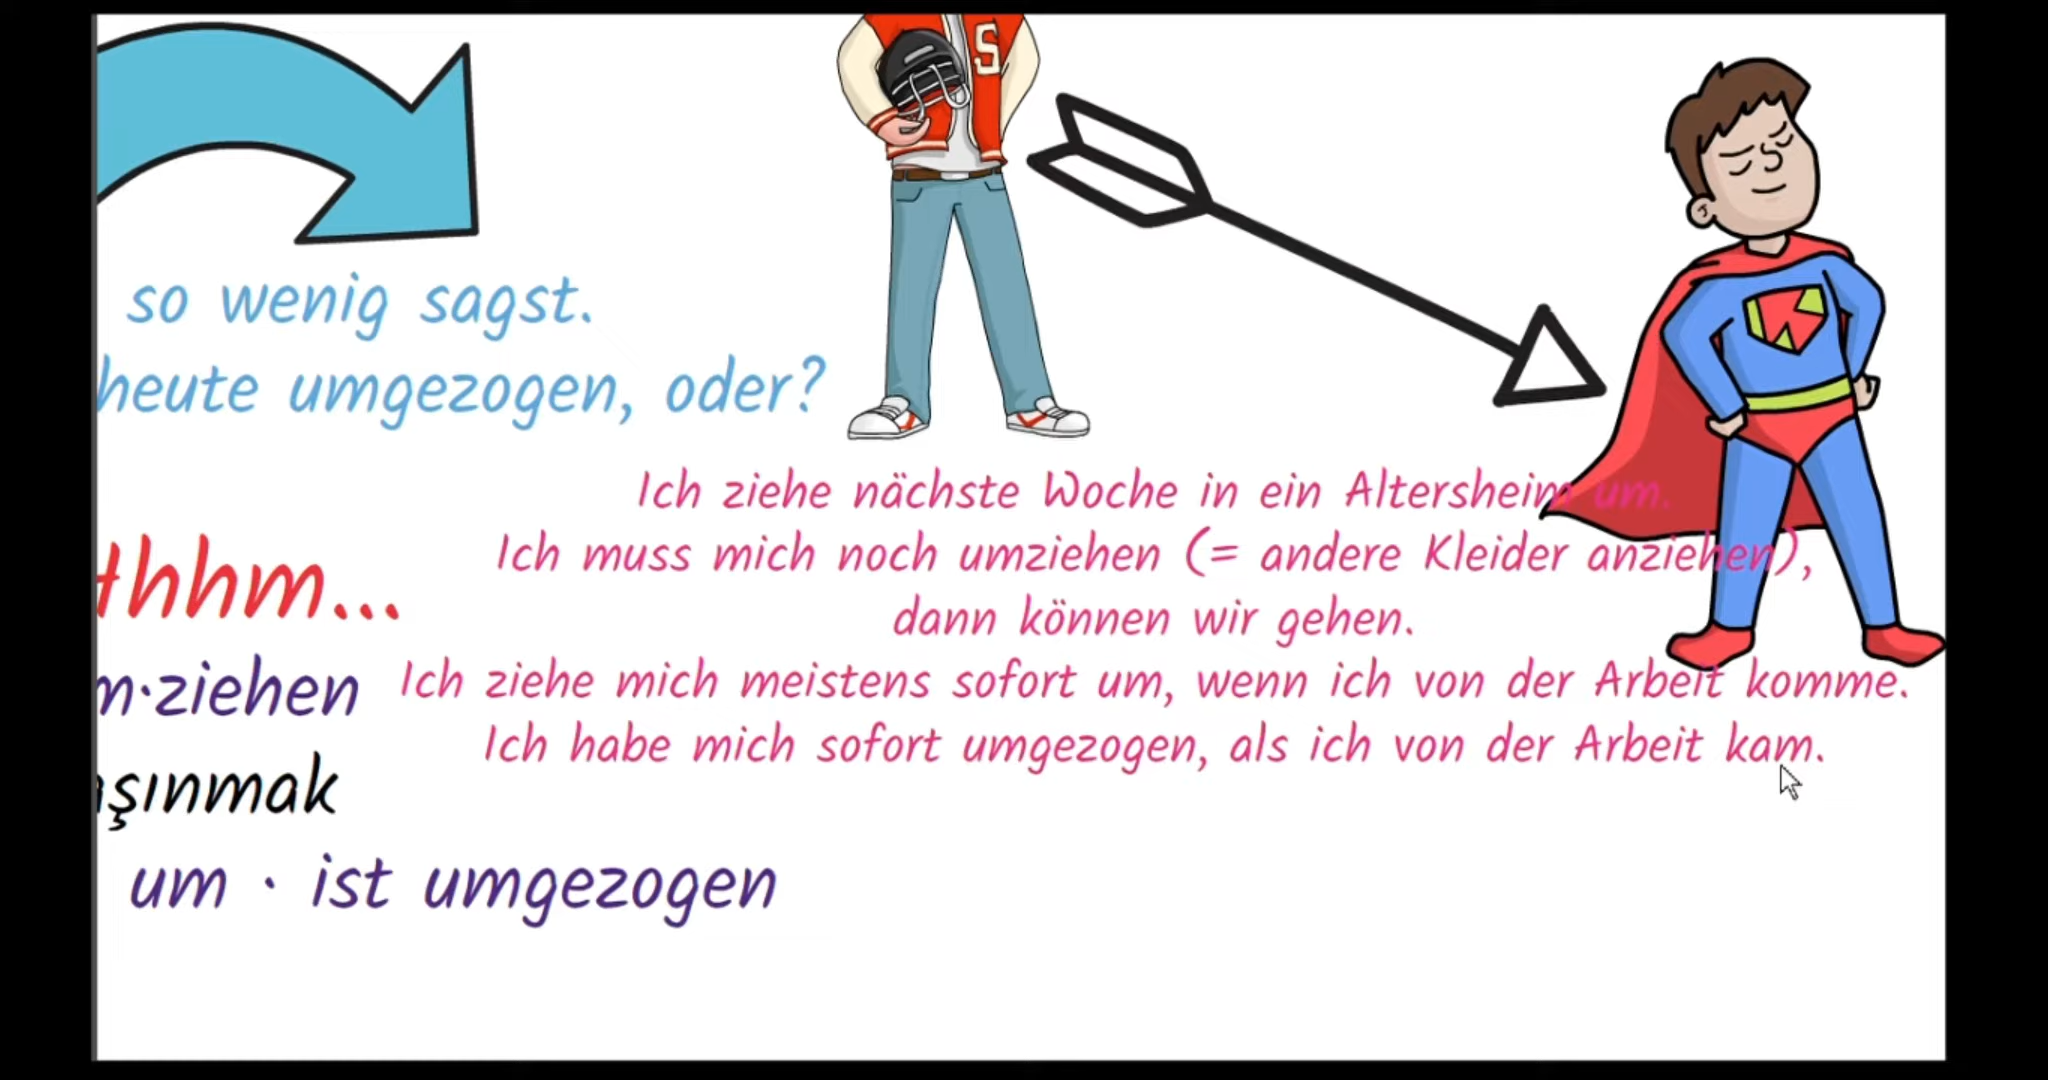 S
so wenig sagst.
heute umgezogen, oder?
Ich ziehe nächste Woche in ein Altersheim um.
Ich muss mich noch umziehen (= andere Kleider anziehen),
dann können wir gehen.
hhm...
m·ziehen
Ich ziehe mich meistens sofort um, wenn ich von der Arbeit komme.
Ich habe mich sofort umgezogen, als ich von der Arbeit kam.
şınmak
um · ist umgezogen